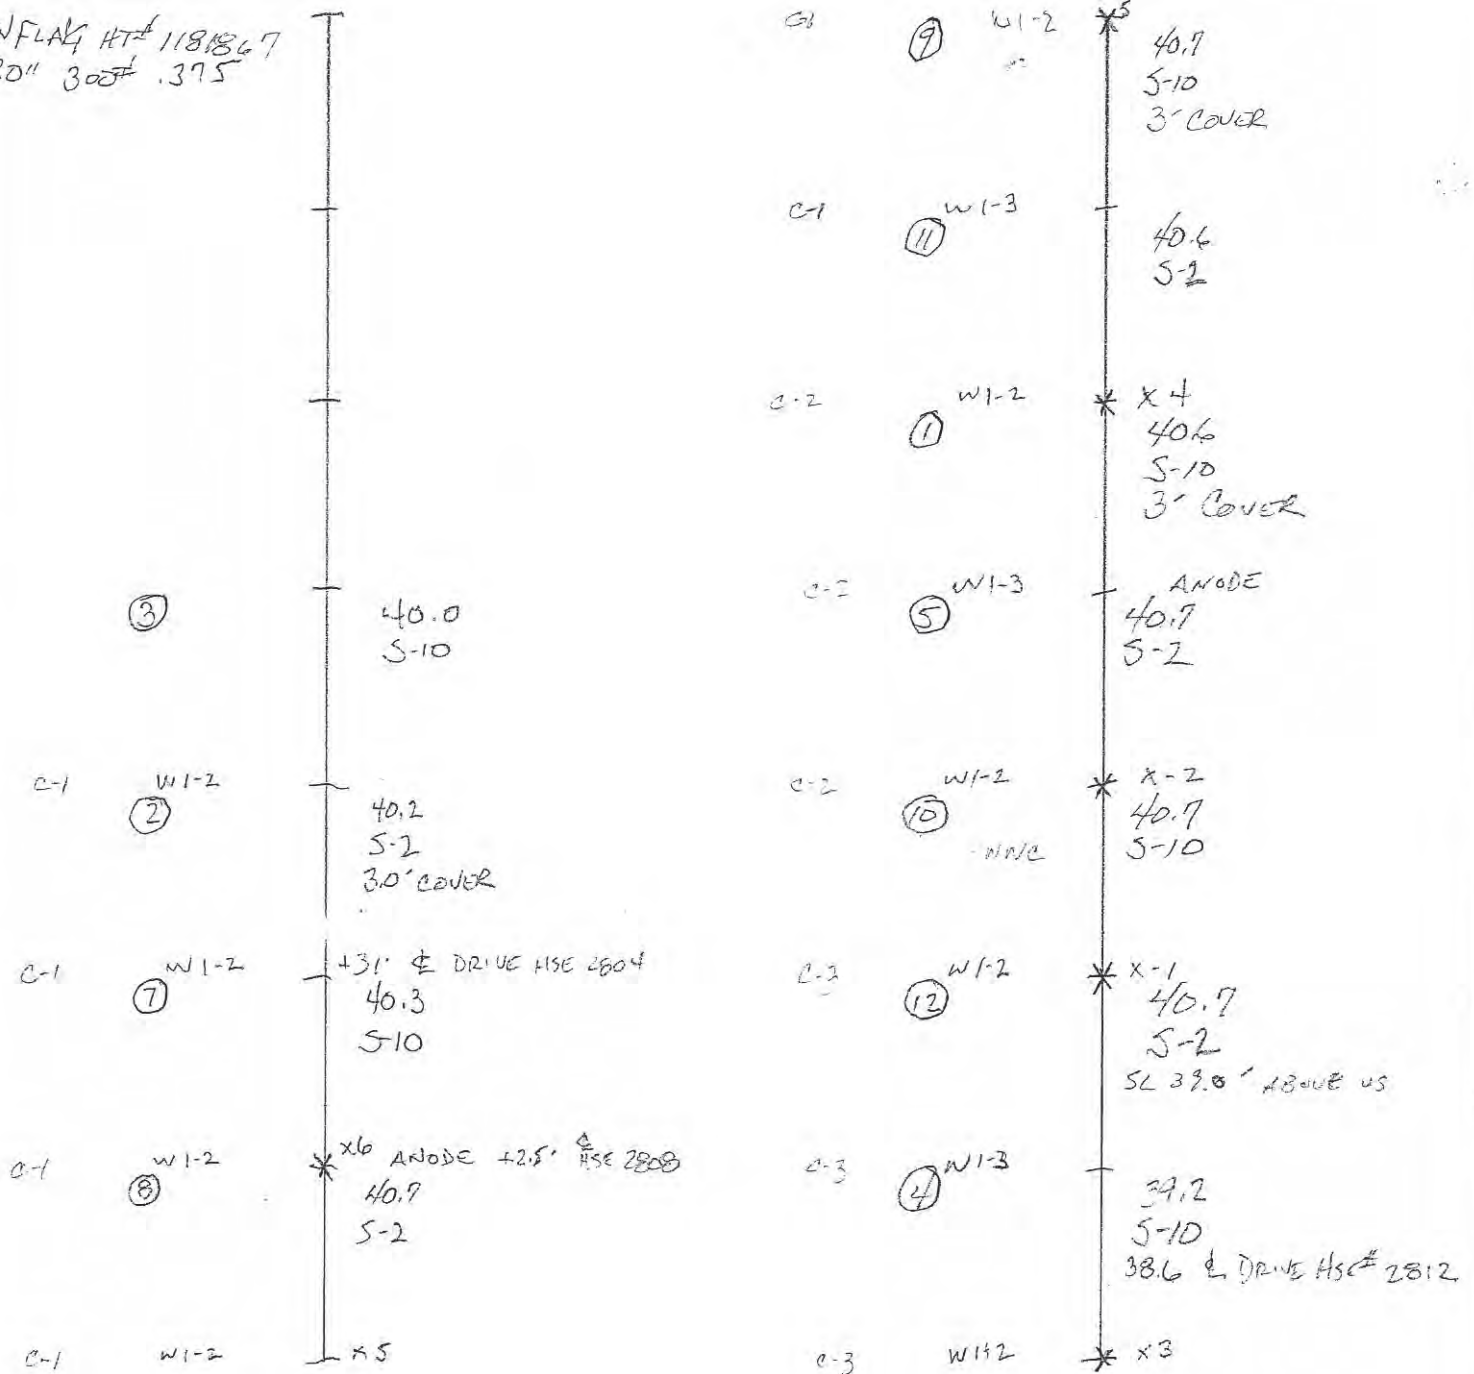 NFLAG HT# 1181867
20" 300# .375
③
40.0
S-10
C-1 W1-2
②
40.2
S-2
3.0' COVER
C-1 W1-2 +31' ℄ DRIVE HSE 2804
⑦
40.3
S-10
C-1 W1-2 X6 ANODE +2.5' ℄ HSE 2808
⑧
40.7
S-2
C-1 W1-2 X5
⑨ W1-2 5
40.7
S-10
3' COVER
C-1 W1-3
⑪
40.6
S-2
C-2 W1-2 X4
①
40.6
S-10
3' COVER
C-2 W1-3 ANODE
⑤
40.7
S-2
C-2 W1-2 X-2
⑩
40.7
NNC S-10
C-2 W1-2 X-1
⑫
40.7
S-2
SL 39.0' ABOVE US
C-3 W1-3
④
39.2
S-10
38.6 ℄ DRIVE HSE# 2812
C-3 W1-2 X3